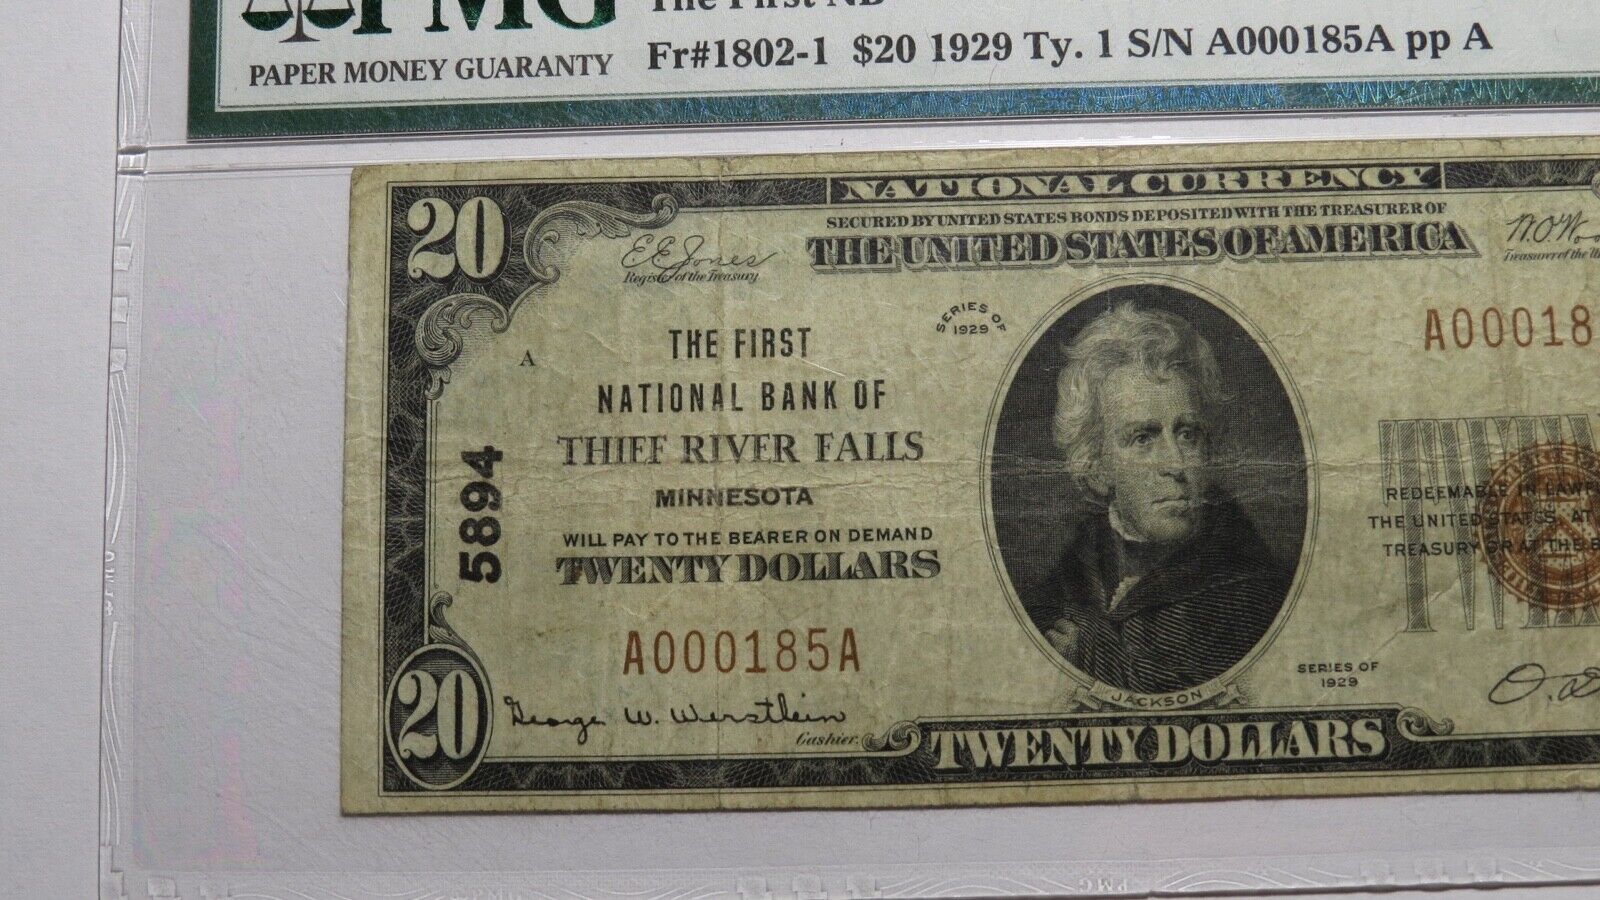 PMG
The First NB
PAPER MONEY GUARANTY
Fr#1802-1 $20 1929 Ty. 1 S/N A000185A pp A
NATIONAL CURRENCY
SECURED BY UNITED STATES BONDS DEPOSITED WITH THE TREASURER OF
THE UNITED STATES OF AMERICA
20
E.E. Jones
Register of the Treasury
W.O. Woo
Treasurer of the
SERIES OF
1929
A00018
A
THE FIRST
NATIONAL BANK OF
THIEF RIVER FALLS
MINNESOTA
WILL PAY TO THE BEARER ON DEMAND
TWENTY DOLLARS
5894
REDEEMABLE IN LAWF
THE UNITED STATES AT
TREASURY OR AT THE B
A000185A
SERIES OF
1929
JACKSON
20
George W. Werstlein
Cashier.
TWENTY DOLLARS
PMG